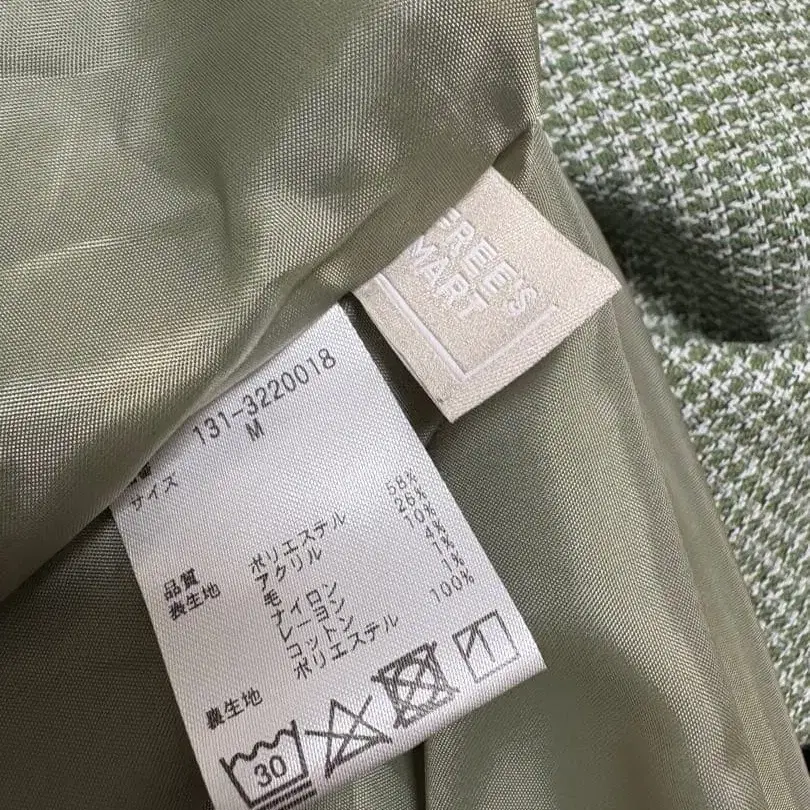 FREE'S
MART
131-3220018
サイズ M
品質
表生地 ポリエステル 58%
アクリル 26%
毛 10%
ナイロン 4%
レーヨン 1%
コットン 1%
裏生地 ポリエステル 100%
30